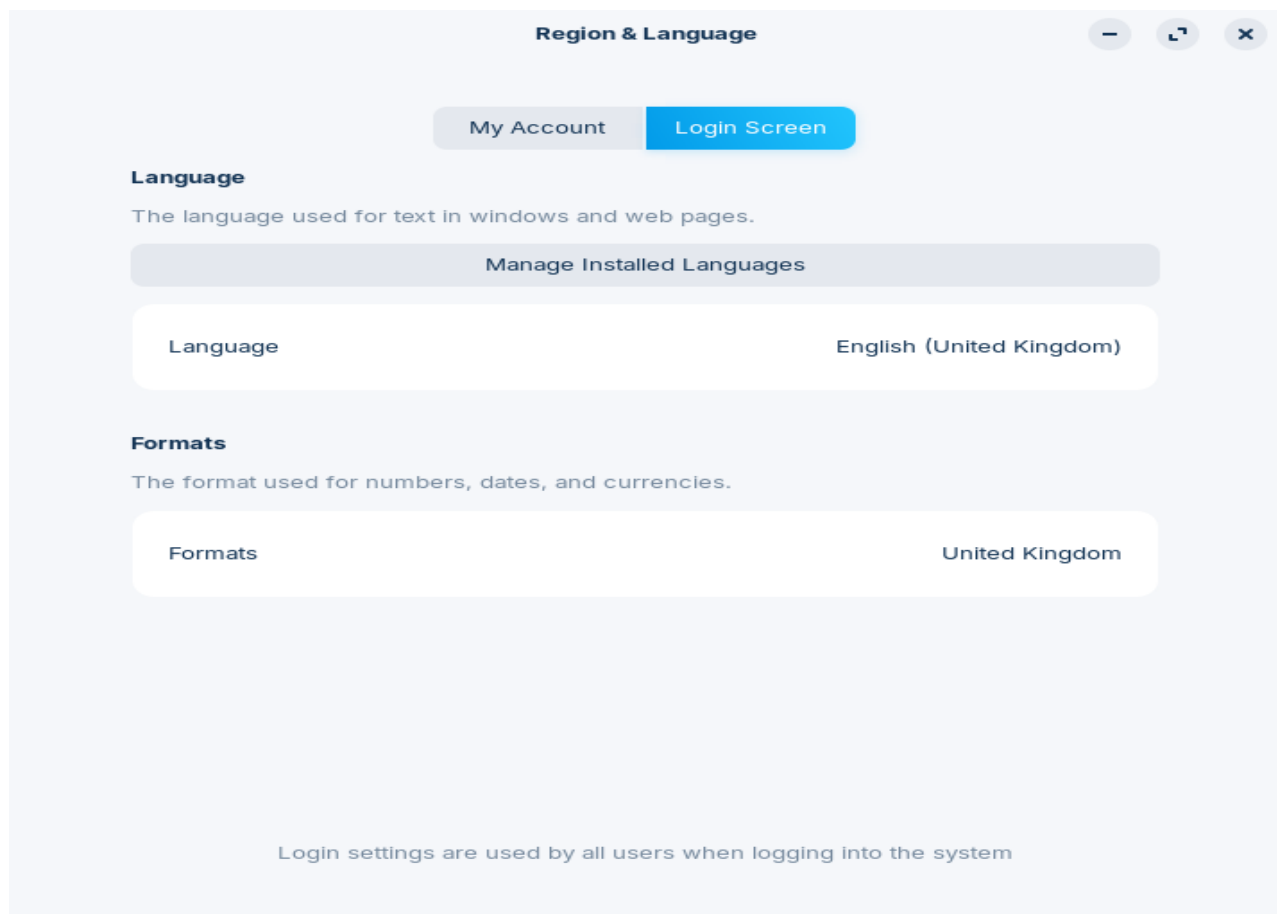 Region & Language
My Account
Login Screen
Language
The language used for text in windows and web pages.
Manage Installed Languages
Language English (United Kingdom)
Formats
The format used for numbers, dates, and currencies.
Formats United Kingdom
Login settings are used by all users when logging into the system